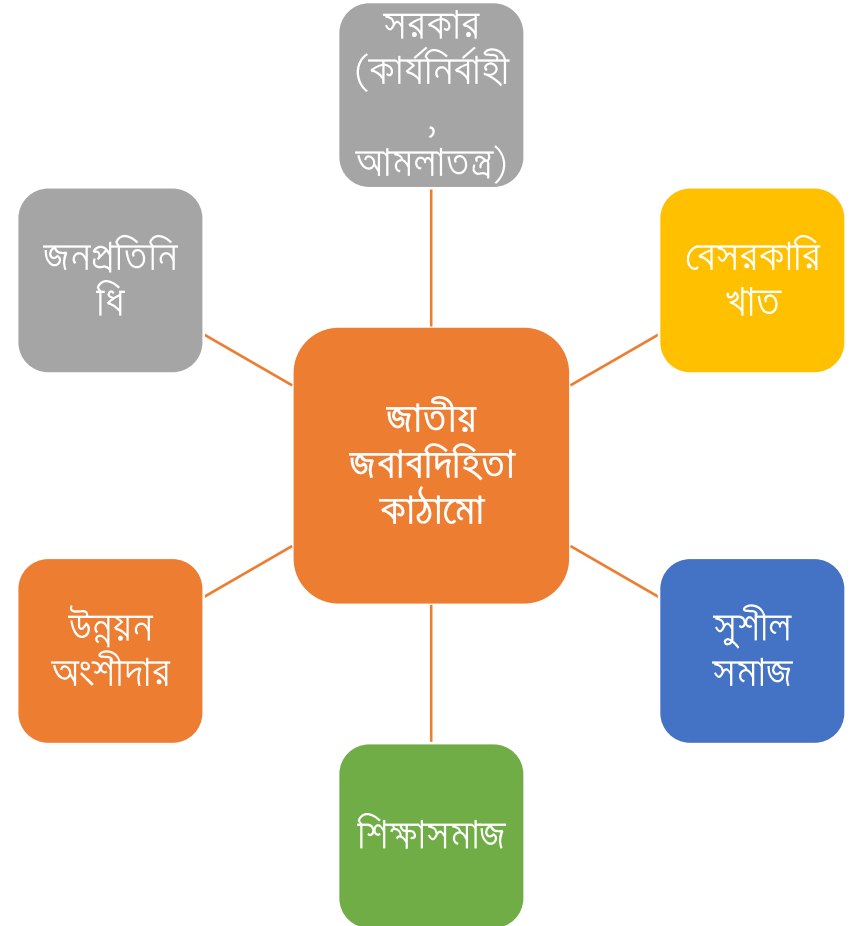 সরকার
(কার্যনির্বাহী
,
আমলাতন্ত্র)
বেসরকারি
খাত
সুশীল
সমাজ
শিক্ষাসমাজ
উন্নয়ন
অংশীদার
জনপ্রতিনি
ধি
জাতীয়
জবাবদিহিতা
কাঠামো